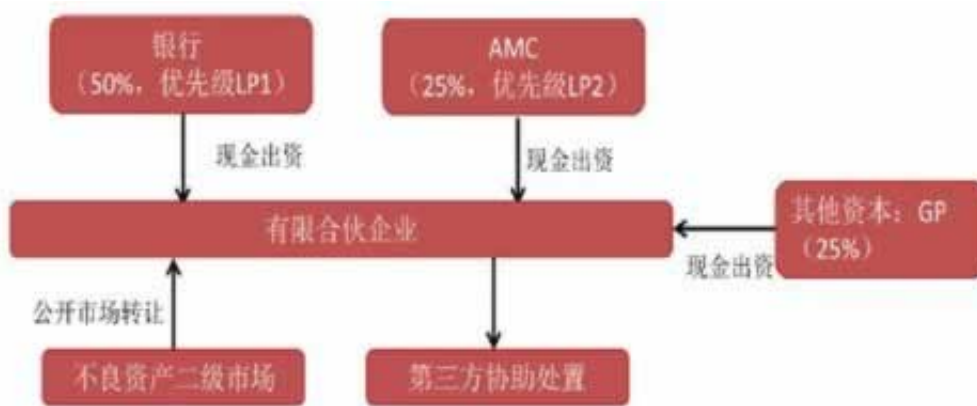 银行
（50%，优先级LP1）
AMC
（25%，优先级LP2）
现金出资
现金出资
有限合伙企业
其他资本：GP
（25%）
现金出资
公开市场转让
不良资产二级市场
第三方协助处置